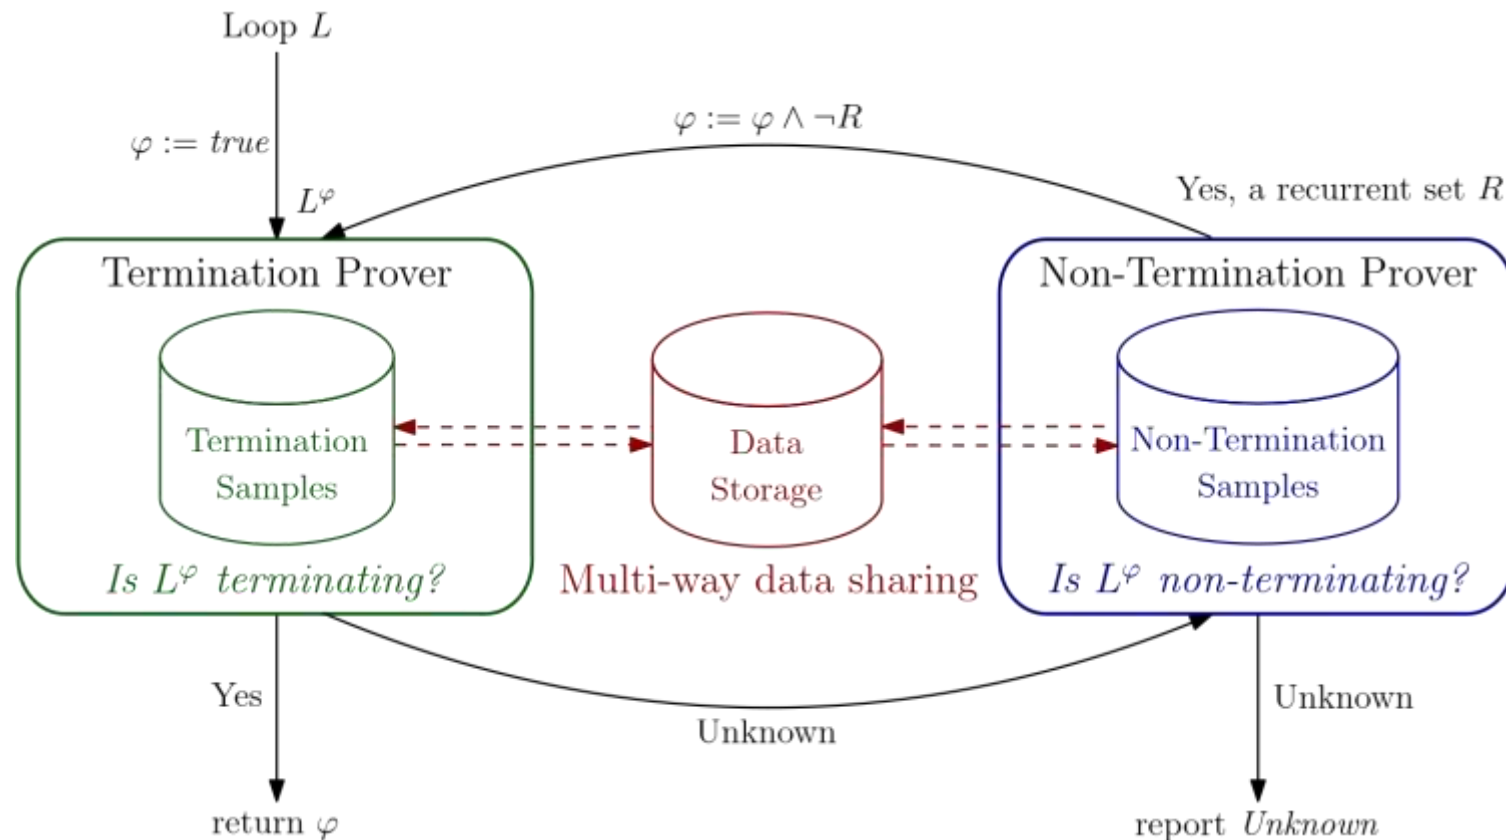 Loop L
φ := φ ∧ ¬R
φ := true
Yes, a recurrent set R
L^φ
Termination Prover
Non-Termination Prover
Termination
Samples
Data
Storage
Non-Termination
Samples
Is L^φ terminating?
Multi-way data sharing
Is L^φ non-terminating?
Yes
Unknown
Unknown
return φ
report Unknown